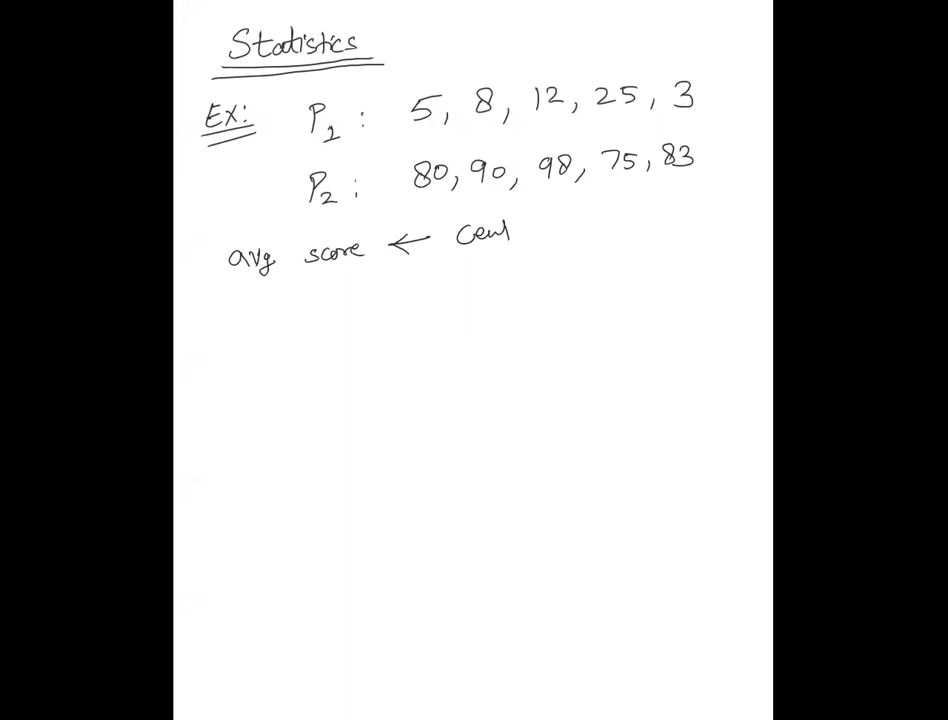 Statistics
Ex: P1 : 5, 8, 12, 25, 3
P2 : 80, 90, 98, 75, 83
avg score ←